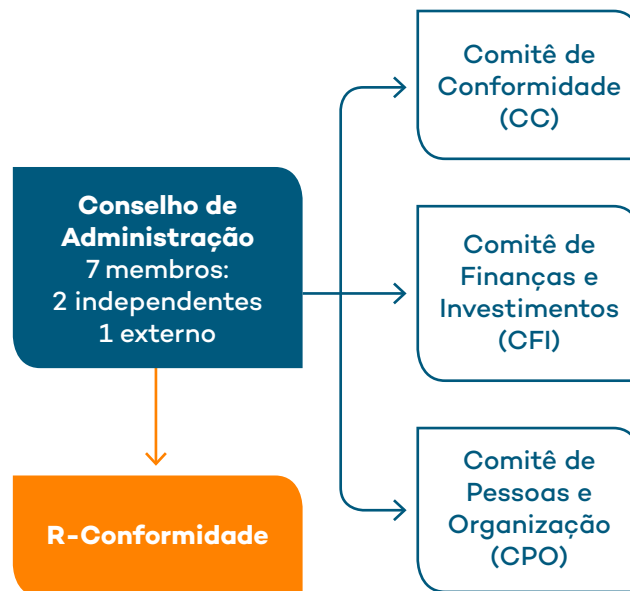 Conselho de
Administração
7 membros:
2 independentes
1 externo
R-Conformidade
Comitê de
Conformidade
(CC)
Comitê de
Finanças e
Investimentos
(CFI)
Comitê de
Pessoas e
Organização
(CPO)